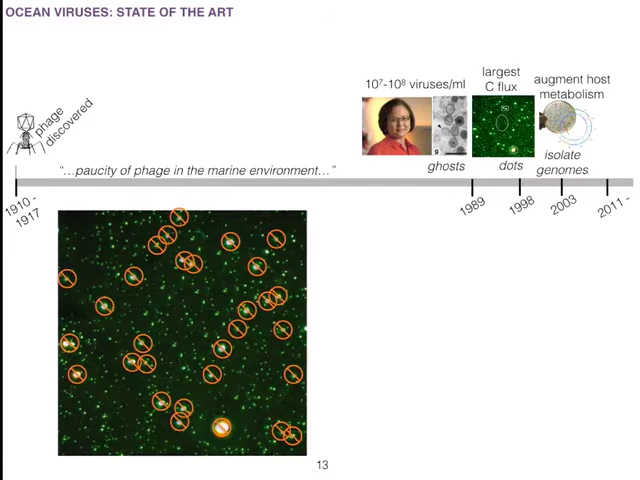 OCEAN VIRUSES: STATE OF THE ART
phage
discovered
10⁷-10⁸ viruses/ml
largest
C flux
augment host
metabolism
"...paucity of phage in the marine environment..."
ghosts
dots
isolate
genomes
1910 -
1917
1989
1998
2003
2011 -
13